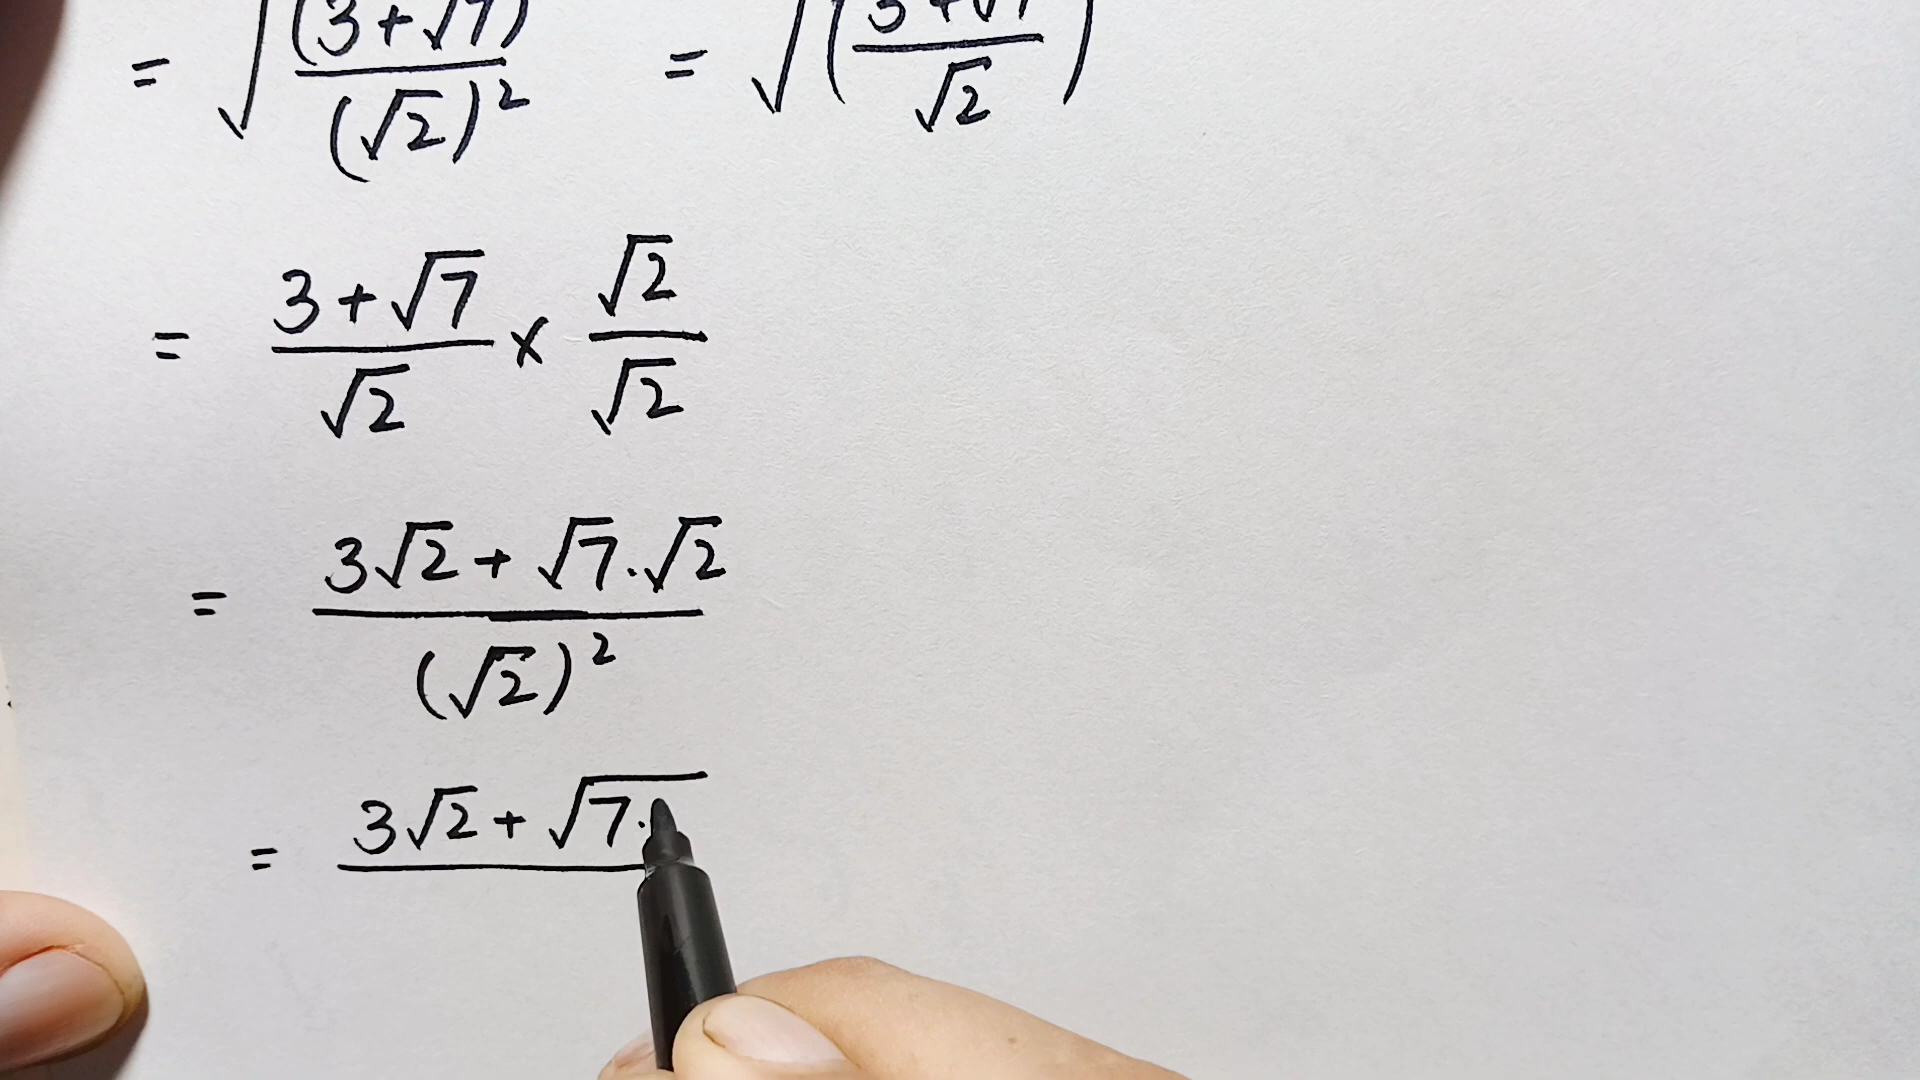 = √(3+√7)/(√2)² = √(3+√7/√2)
= 3+√7/√2 × √2/√2
= 3√2+√7.√2/(√2)²
= 3√2+√7.